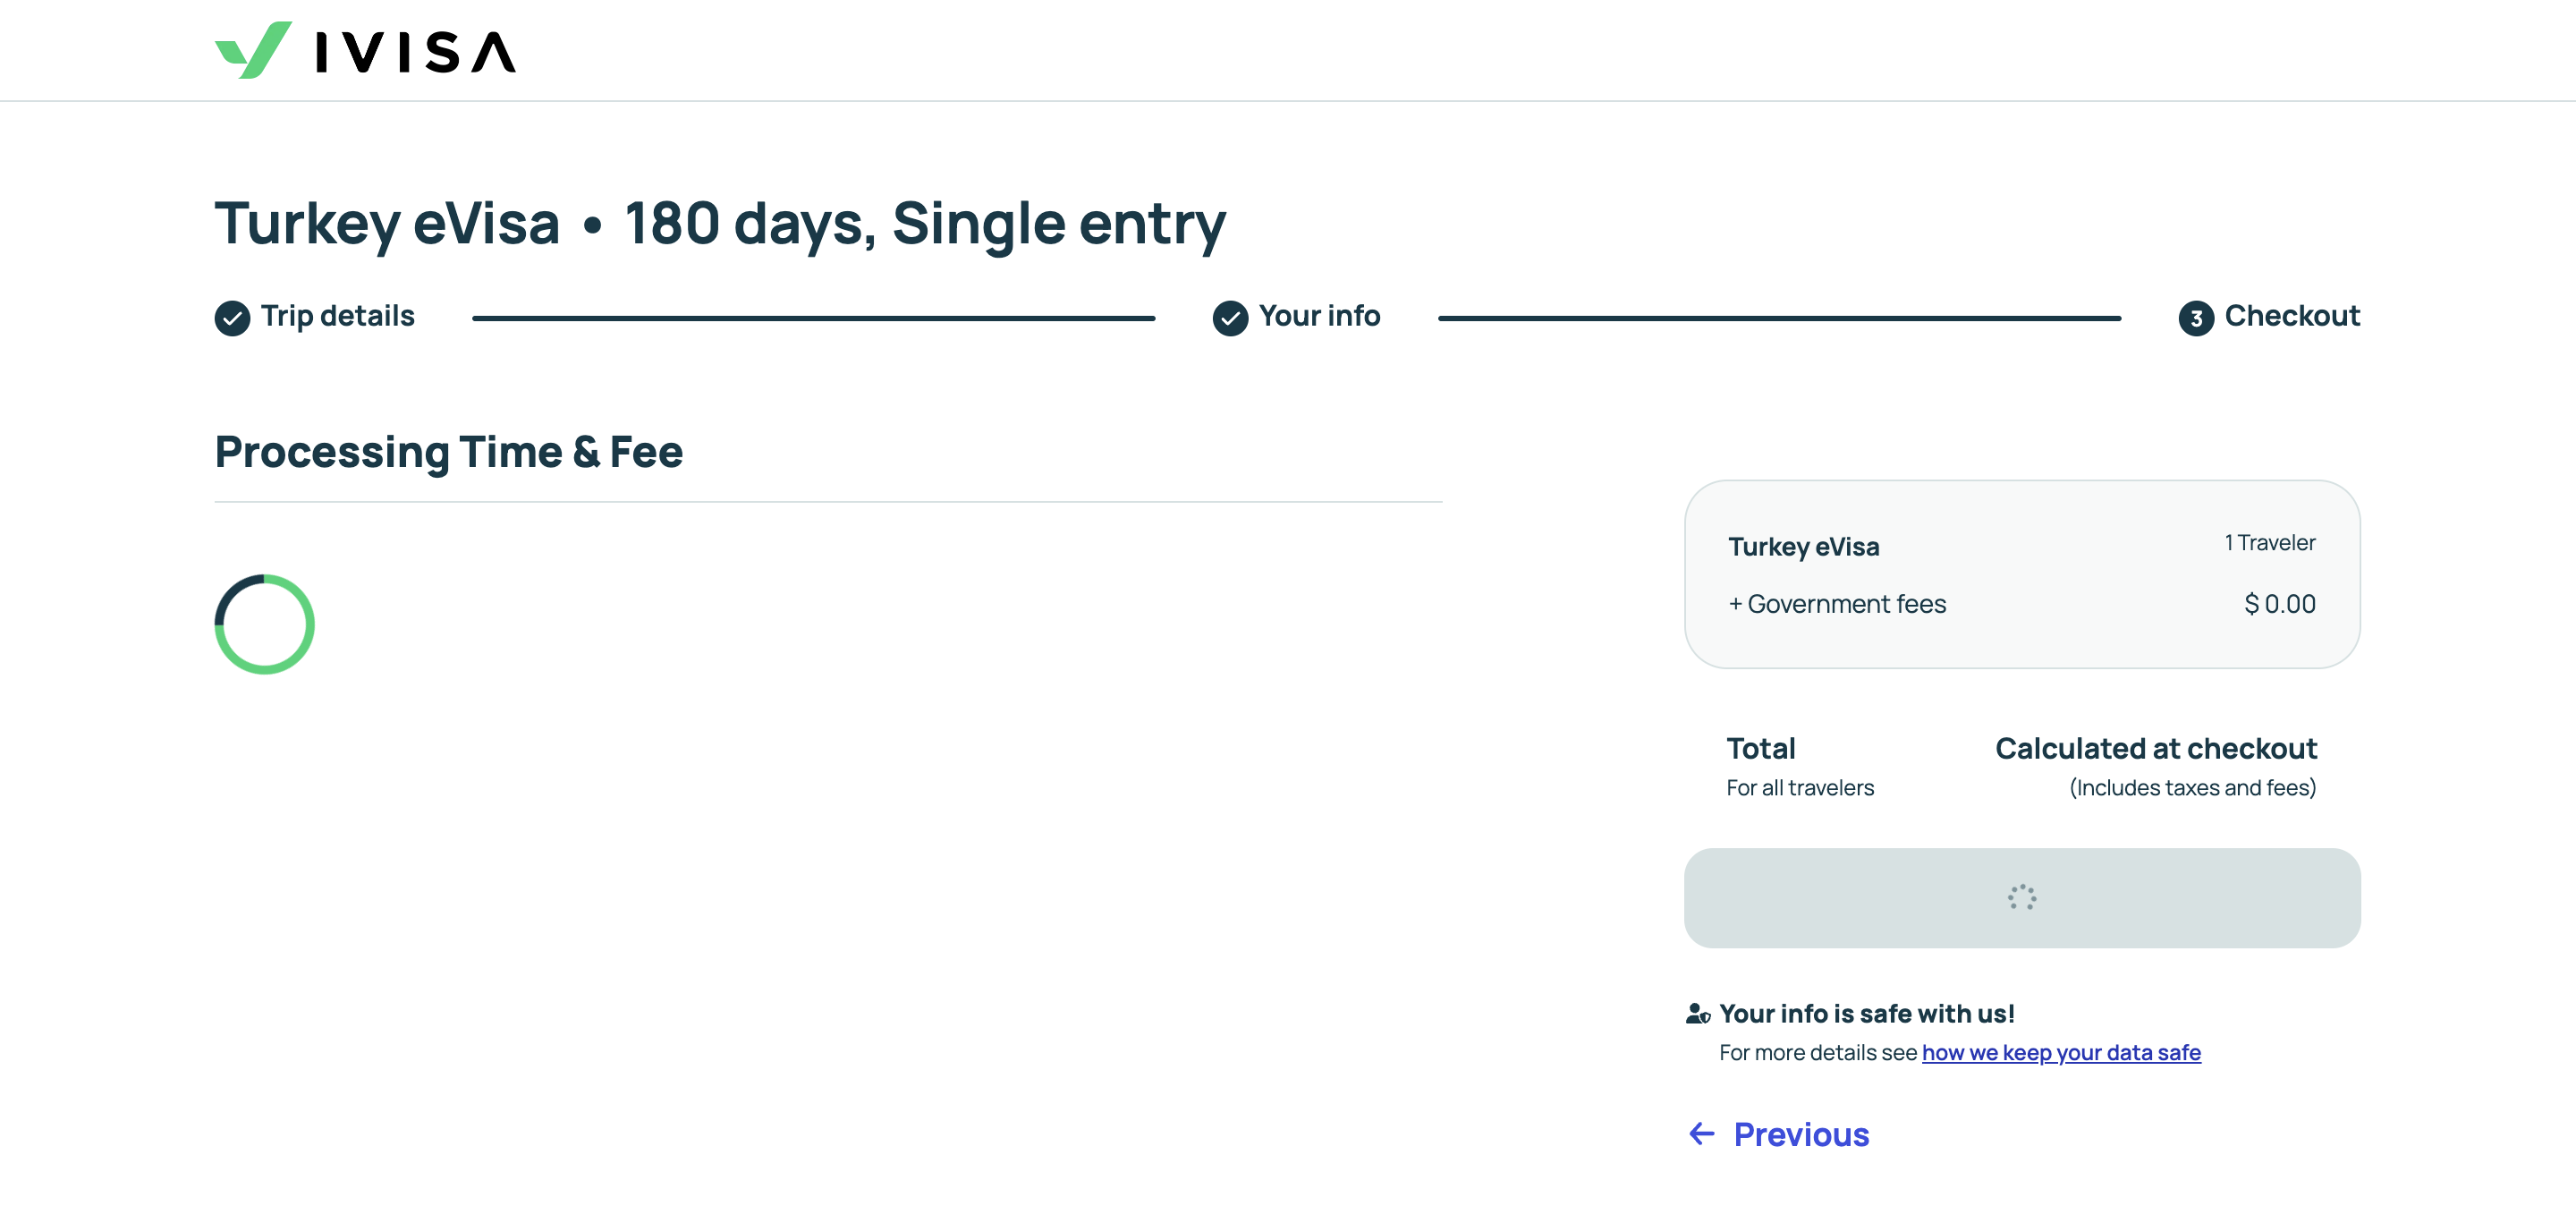 IVISA
Turkey eVisa • 180 days, Single entry
Trip details
Your info
3 Checkout
Processing Time & Fee
Turkey eVisa 1 Traveler
+ Government fees $ 0.00
Total Calculated at checkout
For all travelers (Includes taxes and fees)
Your info is safe with us!
For more details see how we keep your data safe
← Previous